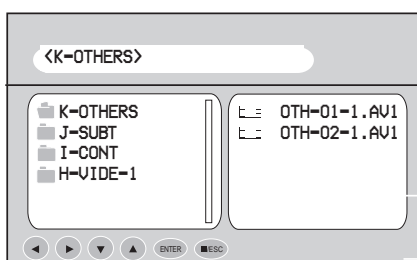 <K-OTHERS>
K-OTHERS
J-SUBT
I-CONT
H-VIDE-1
OTH-01-1.AV1
OTH-02-1.AV1
ENTER
■ESC